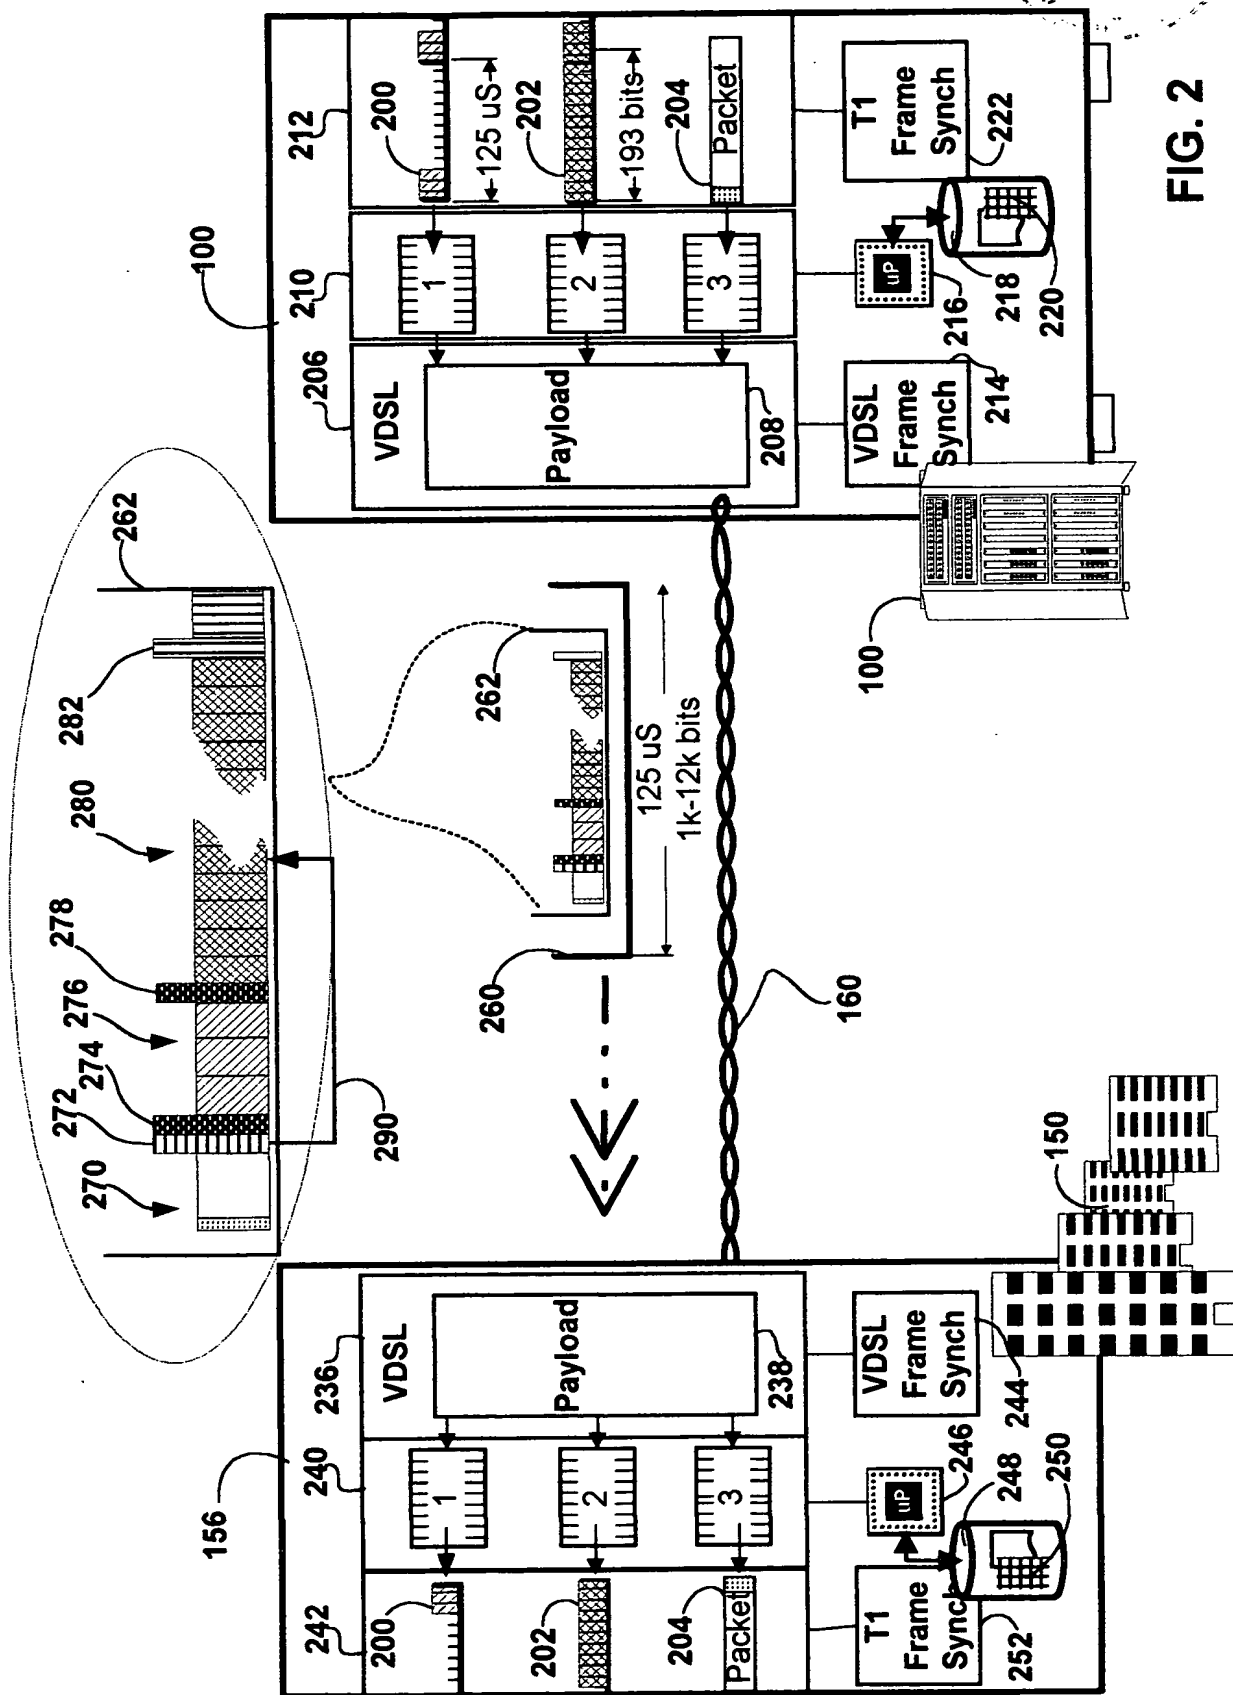 156
242
240
236
200
202
204
Packet
1
2
3
VDSL
Payload
238
T1
Frame
Synch
252
uP
246
248
250
VDSL
Frame
Synch
244
150
270
272
274
276
278
280
282
262
290
260
262
125 uS
1k-12k bits
160
100
100
206
210
212
VDSL
Payload
208
1
2
3
200
125 uS
202
193 bits
204
Packet
VDSL
Frame
Synch
214
uP
216
218
220
T1
Frame
Synch
222
FIG. 2